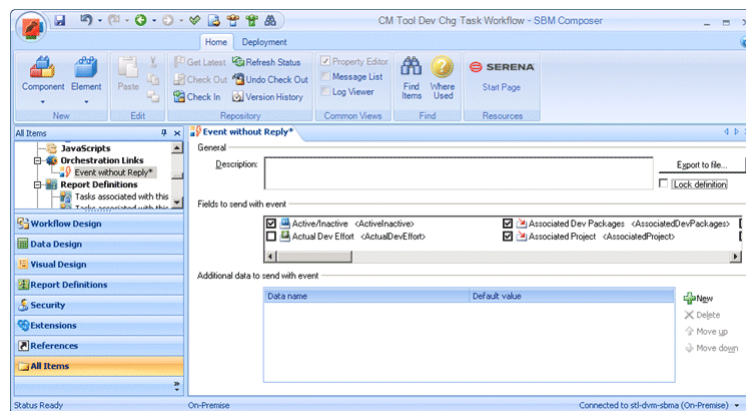 CM Tool Dev Chg Task Workflow - SBM Composer
Home Deployment
Component Element Paste
Get Latest Refresh Status
Check Out Undo Check Out
Check In Version History
Property Editor
Message List
Log Viewer
Find Items Where Used
SERENA
Start Page
New Edit Repository Common Views Find Resources
All Items
JavaScripts
Orchestration Links
Event without Reply*
Report Definitions
Tasks associated with this
Workflow Design
Data Design
Visual Design
Report Definitions
Security
Extensions
References
All Items
Event without Reply*
General
Description:
Export to file...
Lock definition
Fields to send with event
Active/Inactive <ActiveInactive> Associated Dev Packages <AssociatedDevPackages>
Actual Dev Effort <ActualDevEffort> Associated Project <AssociatedProject>
Additional data to send with event
Data name Default value
New
Delete
Move up
Move down
Status Ready On-Premise Connected to stl-dvm-sbma (On-Premise)